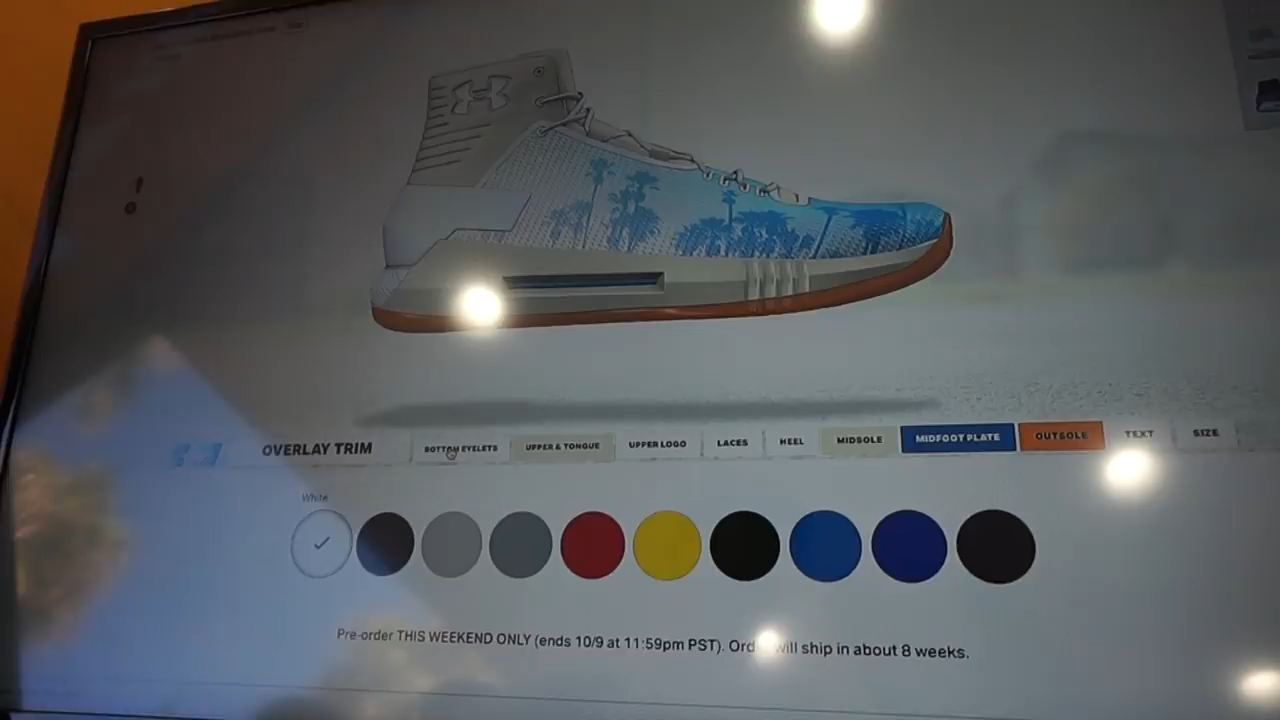 OVERLAY TRIM
BOTTOM EYELETS
UPPER & TONGUE
UPPER LOGO
LACES
HEEL
MIDSOLE
MIDFOOT PLATE
OUTSOLE
TEXT
SIZE
White
Pre-order THIS WEEKEND ONLY (ends 10/9 at 11:59pm PST). will ship in about 8 weeks.